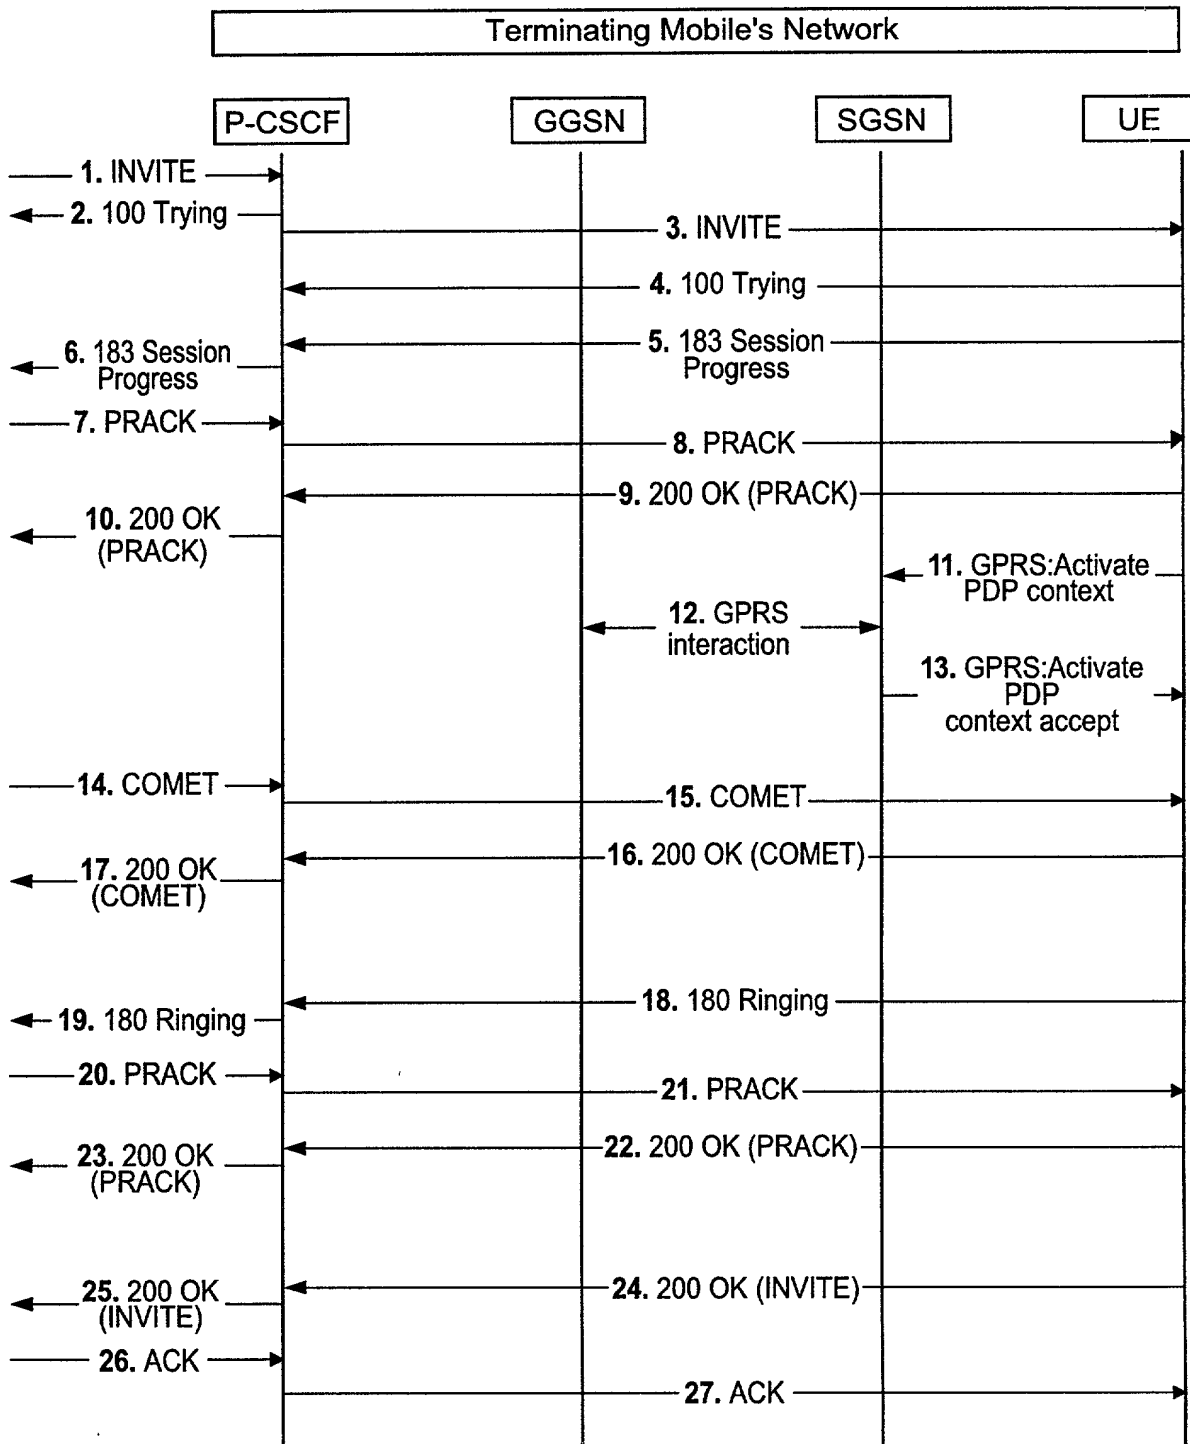 Terminating Mobile's Network
P-CSCF
GGSN
SGSN
UE
1. INVITE
2. 100 Trying
3. INVITE
4. 100 Trying
5. 183 Session
Progress
6. 183 Session
Progress
7. PRACK
8. PRACK
9. 200 OK (PRACK)
10. 200 OK
(PRACK)
11. GPRS:Activate
PDP context
12. GPRS
interaction
13. GPRS:Activate
PDP
context accept
14. COMET
15. COMET
16. 200 OK (COMET)
17. 200 OK
(COMET)
18. 180 Ringing
19. 180 Ringing
20. PRACK
21. PRACK
22. 200 OK (PRACK)
23. 200 OK
(PRACK)
24. 200 OK (INVITE)
25. 200 OK
(INVITE)
26. ACK
27. ACK